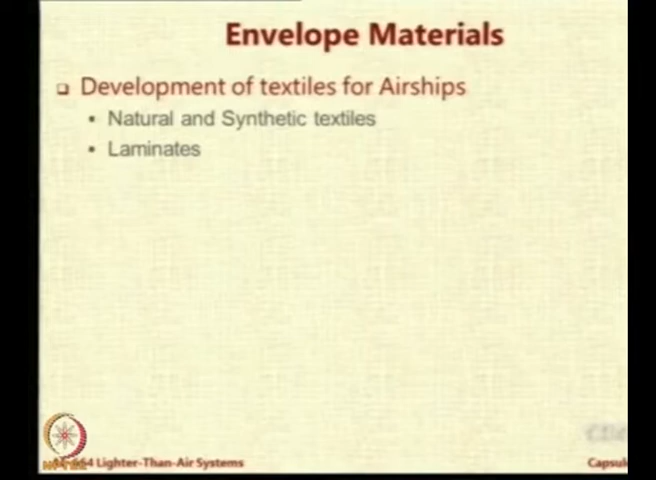 Envelope Materials
Development of textiles for Airships
Natural and Synthetic textiles
Laminates
Lighter-Than-Air Systems